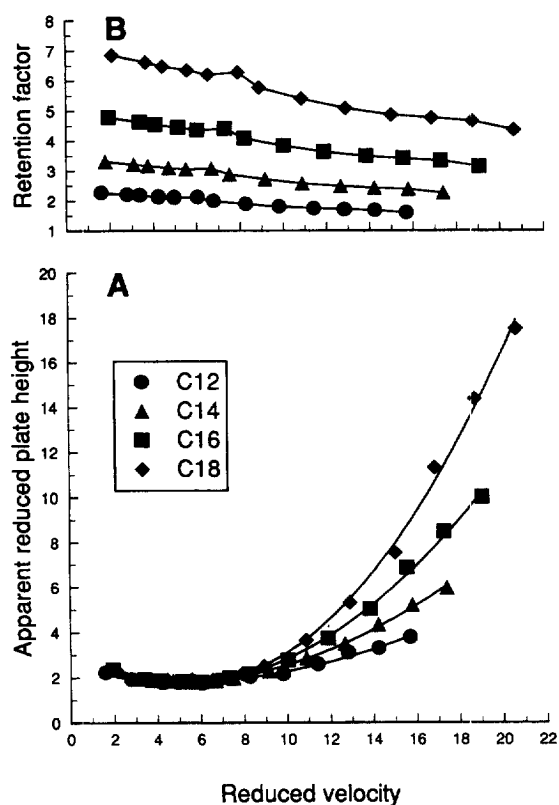 B
Retention factor
8
7
6
5
4
3
2
1
A
Apparent reduced plate height
20
18
16
14
12
10
8
6
4
2
0
C12
C14
C16
C18
0 2 4 6 8 10 12 14 16 18 20 22
Reduced velocity